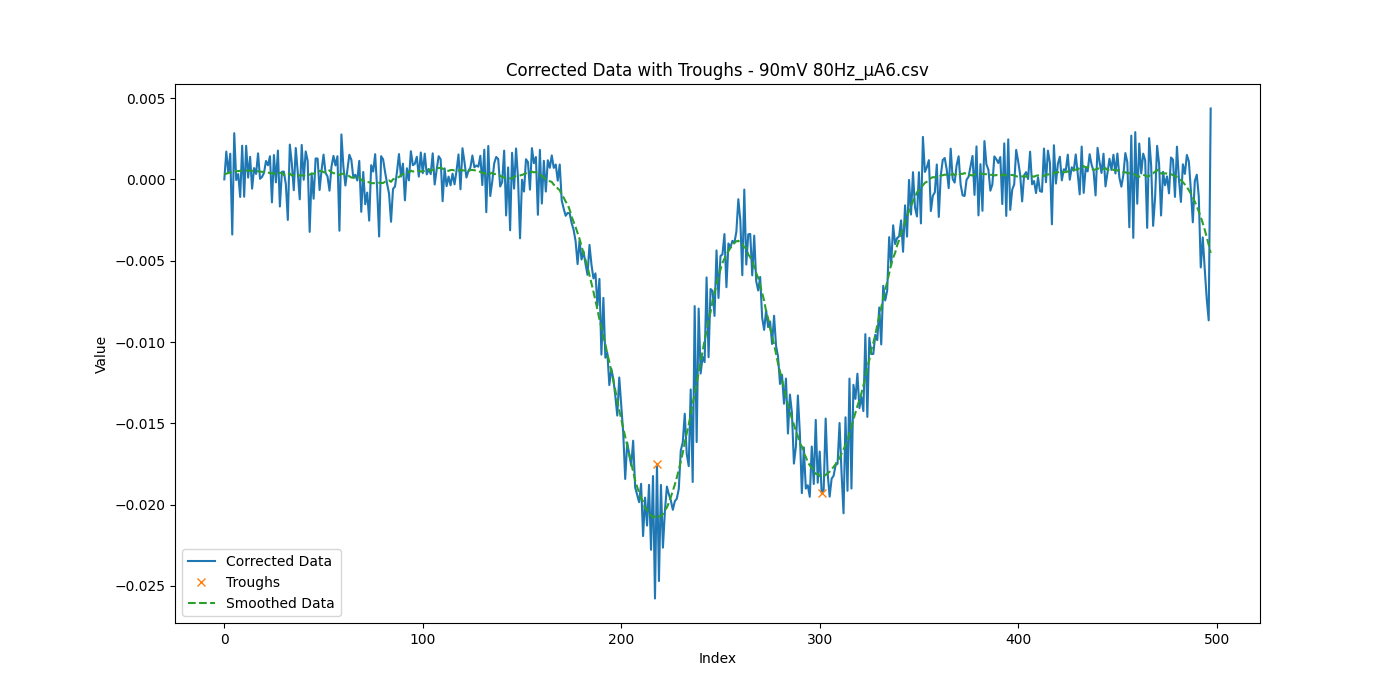 Corrected Data with Troughs - 90mV 80Hz_µA6.csv
0.005
0.000
−0.005
−0.010
−0.015
−0.020
−0.025
Value
Corrected Data
Troughs
Smoothed Data
0 100 200 300 400 500
Index